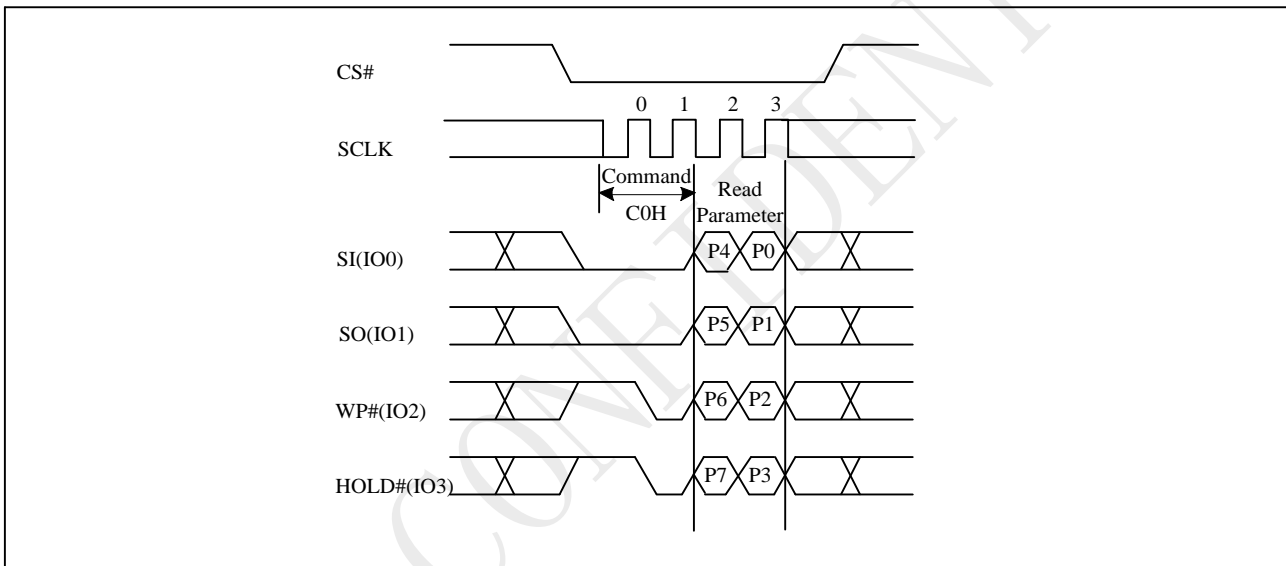 CS#
0 1 2 3
SCLK
Command
C0H
Read
Parameter
SI(IO0)
P4 P0
SO(IO1)
P5 P1
WP#(IO2)
P6 P2
HOLD#(IO3)
P7 P3
CONFIDENT